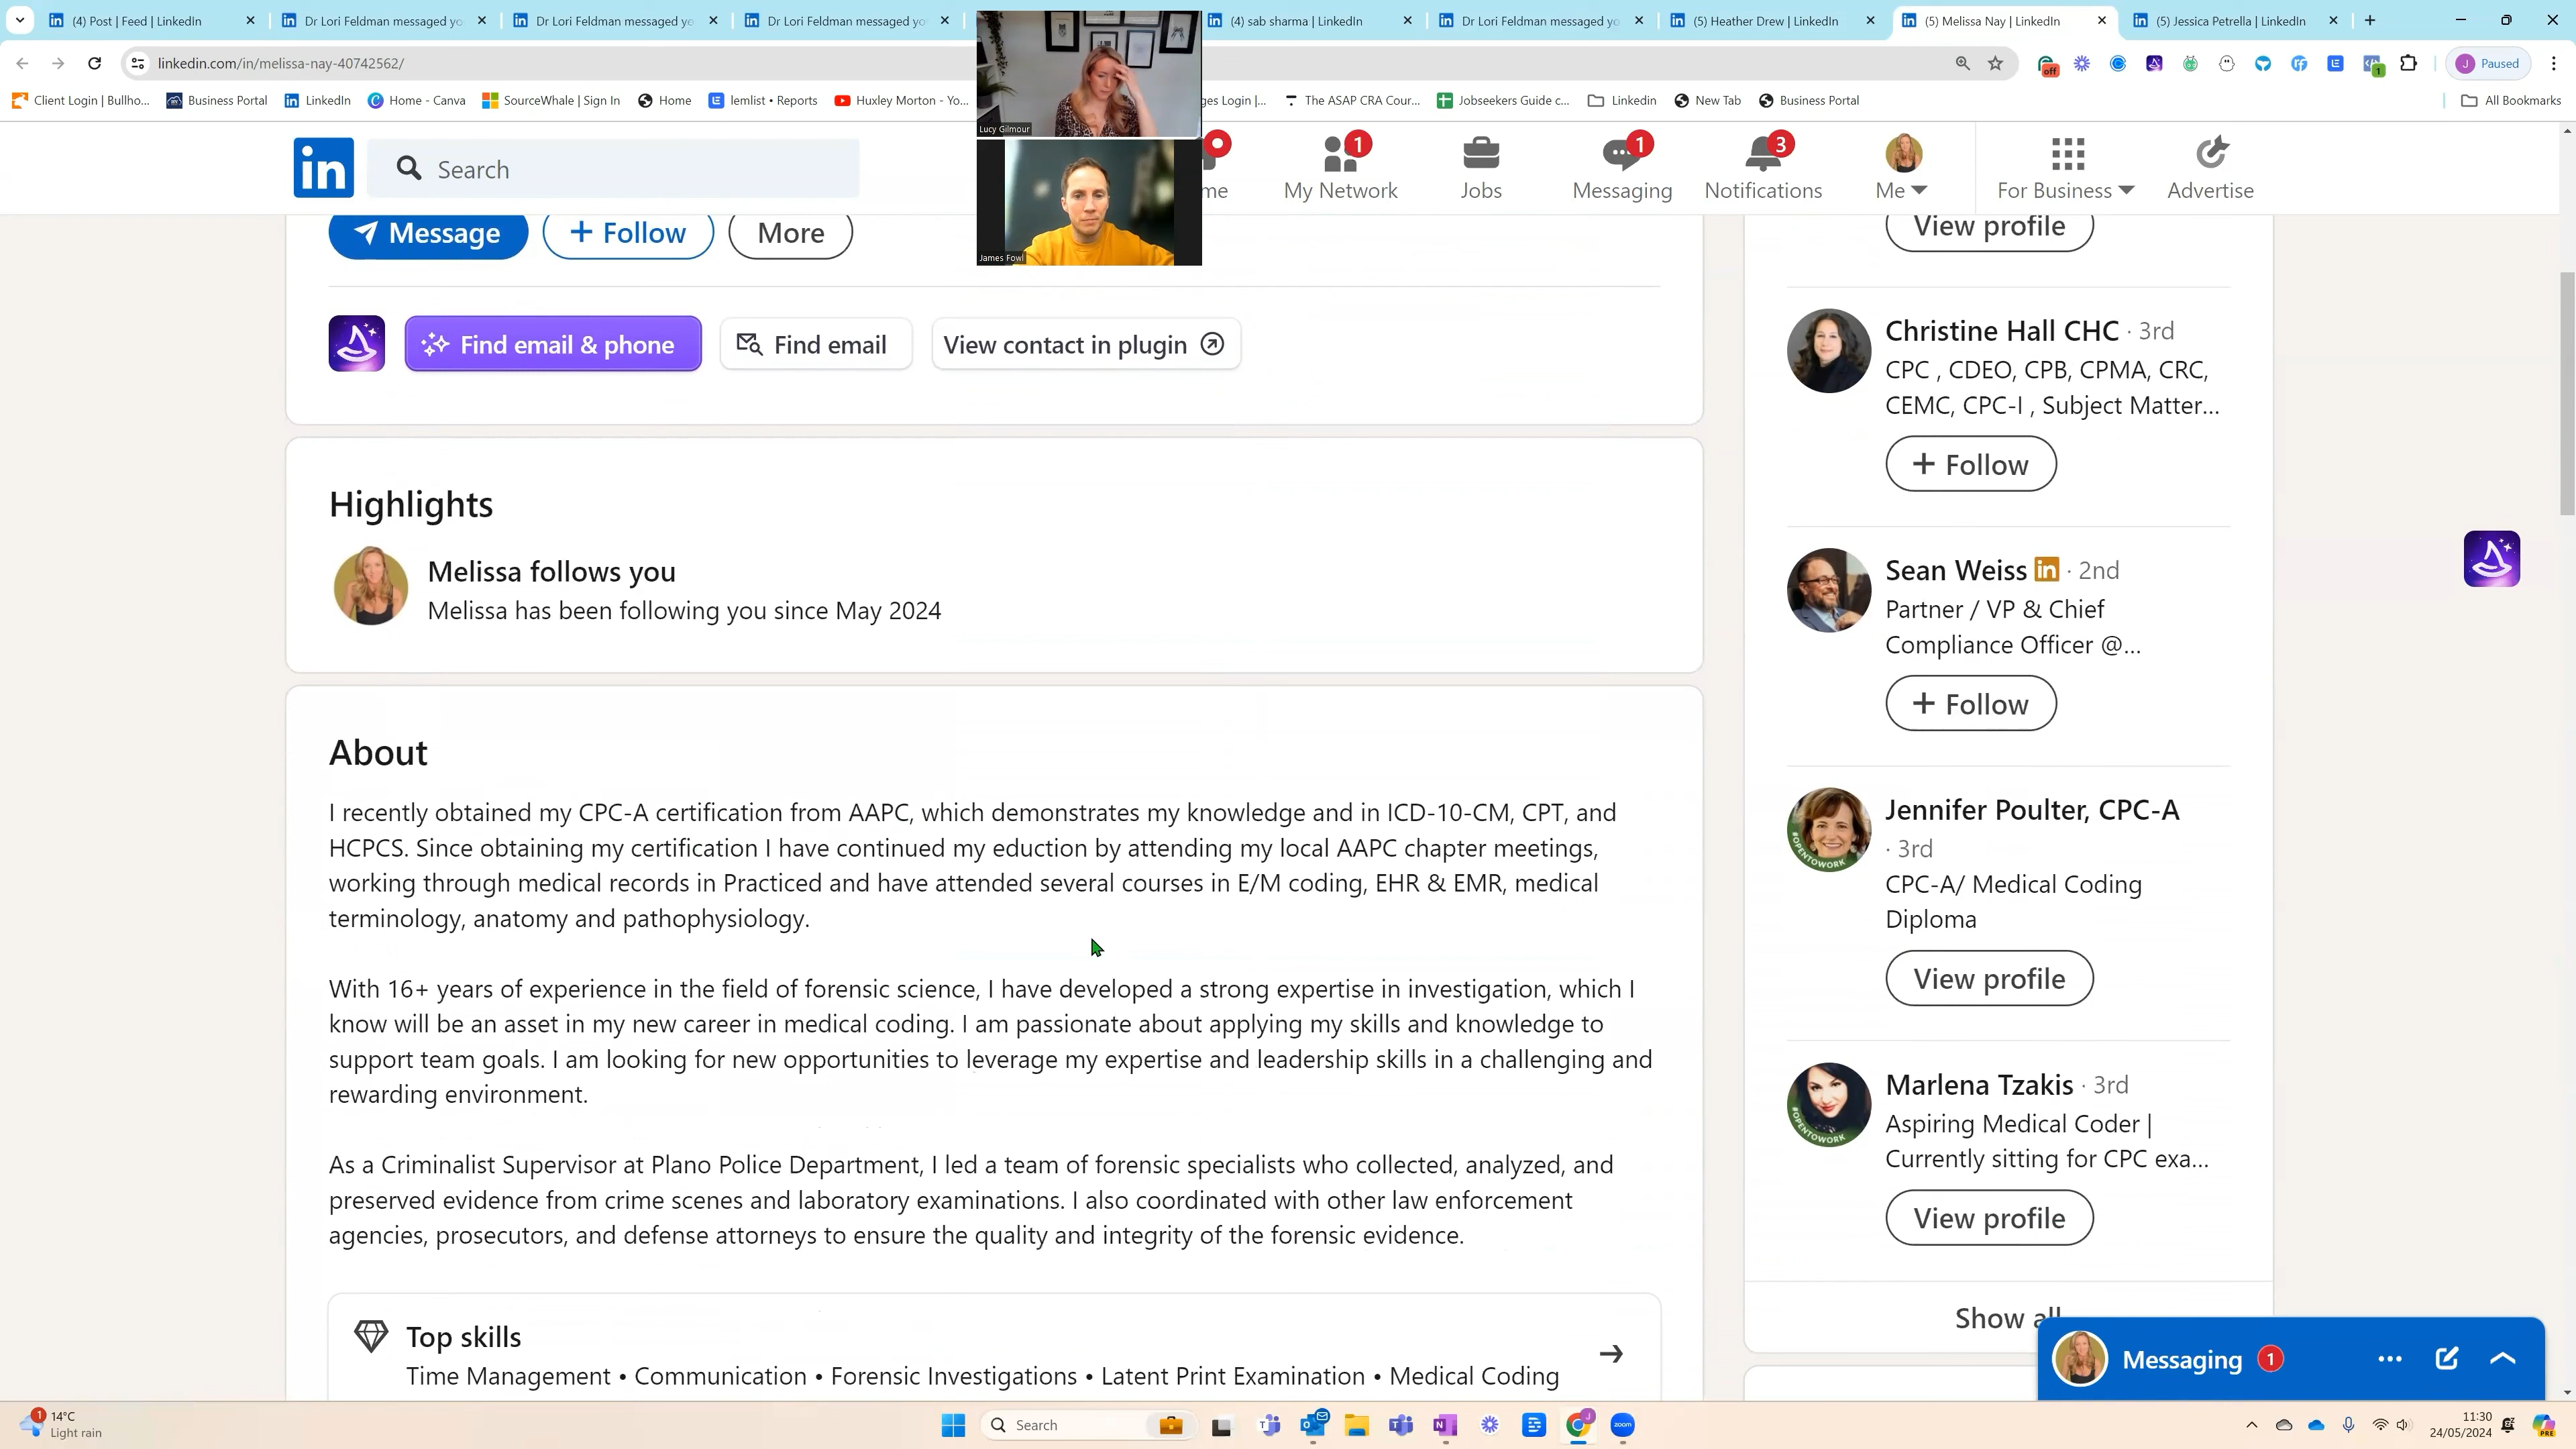 (4) Post | Feed | LinkedIn
Dr Lori Feldman messaged yo
Dr Lori Feldman messaged ye
Dr Lori Feldman messaged yo
(4) sab sharma | LinkedIn
Dr Lori Feldman messaged yo
(5) Heather Drew | LinkedIn
(5) Melissa Nay | LinkedIn
(5) Jessica Petrella | LinkedIn
linkedin.com/in/melissa-nay-40742562/
off
1
J Paused
Client Login | Bullho...
Business Portal
LinkedIn
Home - Canva
SourceWhale | Sign In
Home
lemlist • Reports
Huxley Morton - Yo...
ges Login |...
The ASAP CRA Cour...
Jobseekers Guide c...
Linkedin
New Tab
Business Portal
All Bookmarks
Lucy Gilmour
James Fowl
in
Search
me
1
My Network
Jobs
1
Messaging
3
Notifications
Me
For Business
Advertise
Message
+ Follow
More
Find email & phone
Find email
View contact in plugin
Highlights
Melissa follows you
Melissa has been following you since May 2024
About
I recently obtained my CPC-A certification from AAPC, which demonstrates my knowledge and in ICD-10-CM, CPT, and
HCPCS. Since obtaining my certification I have continued my eduction by attending my local AAPC chapter meetings,
working through medical records in Practiced and have attended several courses in E/M coding, EHR & EMR, medical
terminology, anatomy and pathophysiology.
With 16+ years of experience in the field of forensic science, I have developed a strong expertise in investigation, which I
know will be an asset in my new career in medical coding. I am passionate about applying my skills and knowledge to
support team goals. I am looking for new opportunities to leverage my expertise and leadership skills in a challenging and
rewarding environment.
As a Criminalist Supervisor at Plano Police Department, I led a team of forensic specialists who collected, analyzed, and
preserved evidence from crime scenes and laboratory examinations. I also coordinated with other law enforcement
agencies, prosecutors, and defense attorneys to ensure the quality and integrity of the forensic evidence.
Top skills
Time Management • Communication • Forensic Investigations • Latent Print Examination • Medical Coding
View profile
Christine Hall CHC · 3rd
CPC , CDEO, CPB, CPMA, CRC,
CEMC, CPC-I , Subject Matter...
+ Follow
Sean Weiss in · 2nd
Partner / VP & Chief
Compliance Officer @...
+ Follow
#OPENTOWORK
Jennifer Poulter, CPC-A
· 3rd
CPC-A/ Medical Coding
Diploma
View profile
#OPENTOWORK
Marlena Tzakis · 3rd
Aspiring Medical Coder |
Currently sitting for CPC exa...
View profile
Show all
Messaging 1
1
14°C
Light rain
Search
zoom
PRE
11:30
24/05/2024